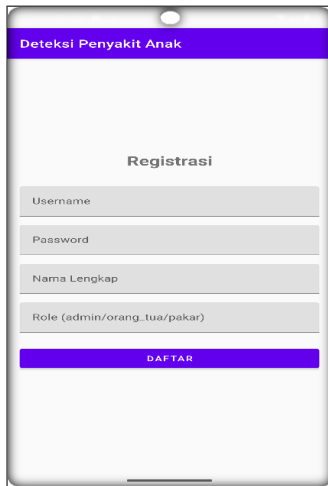 Deteksi Penyakit Anak
Registrasi
Username
Password
Nama Lengkap
Role (admin/orang_tua/pakar)
DAFTAR